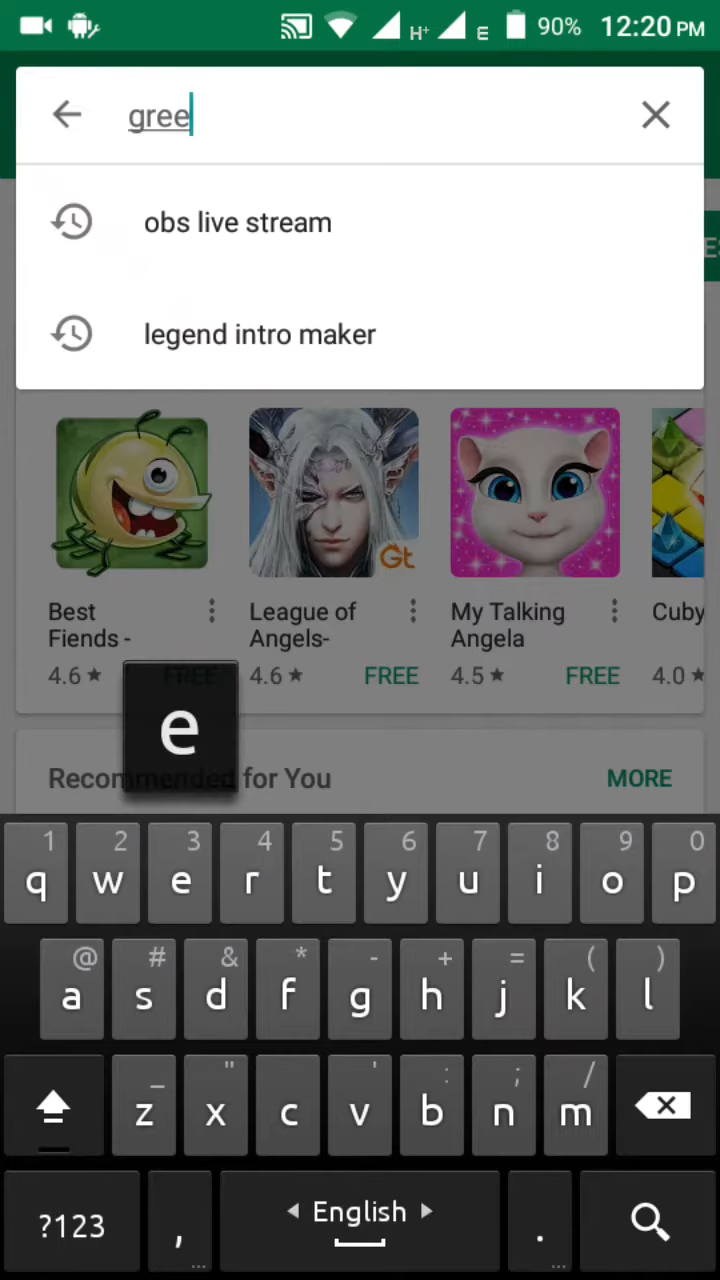 H+ E 90% 12:20 PM
gree
obs live stream
legend intro maker
Gt
Best Fiends -
League of Angels-
My Talking Angela
Cuby
4.6 ★ FREE
4.6 ★ FREE
4.5 ★ FREE
4.0 ★
e
Recommended for You MORE
1 2 3 4 5 6 7 8 9 0
q w e r t y u i o p
@ # & * - + = ( )
a s d f g h j k l
_ " ' : ; /
z x c v b n m
?123 , ... English . ...